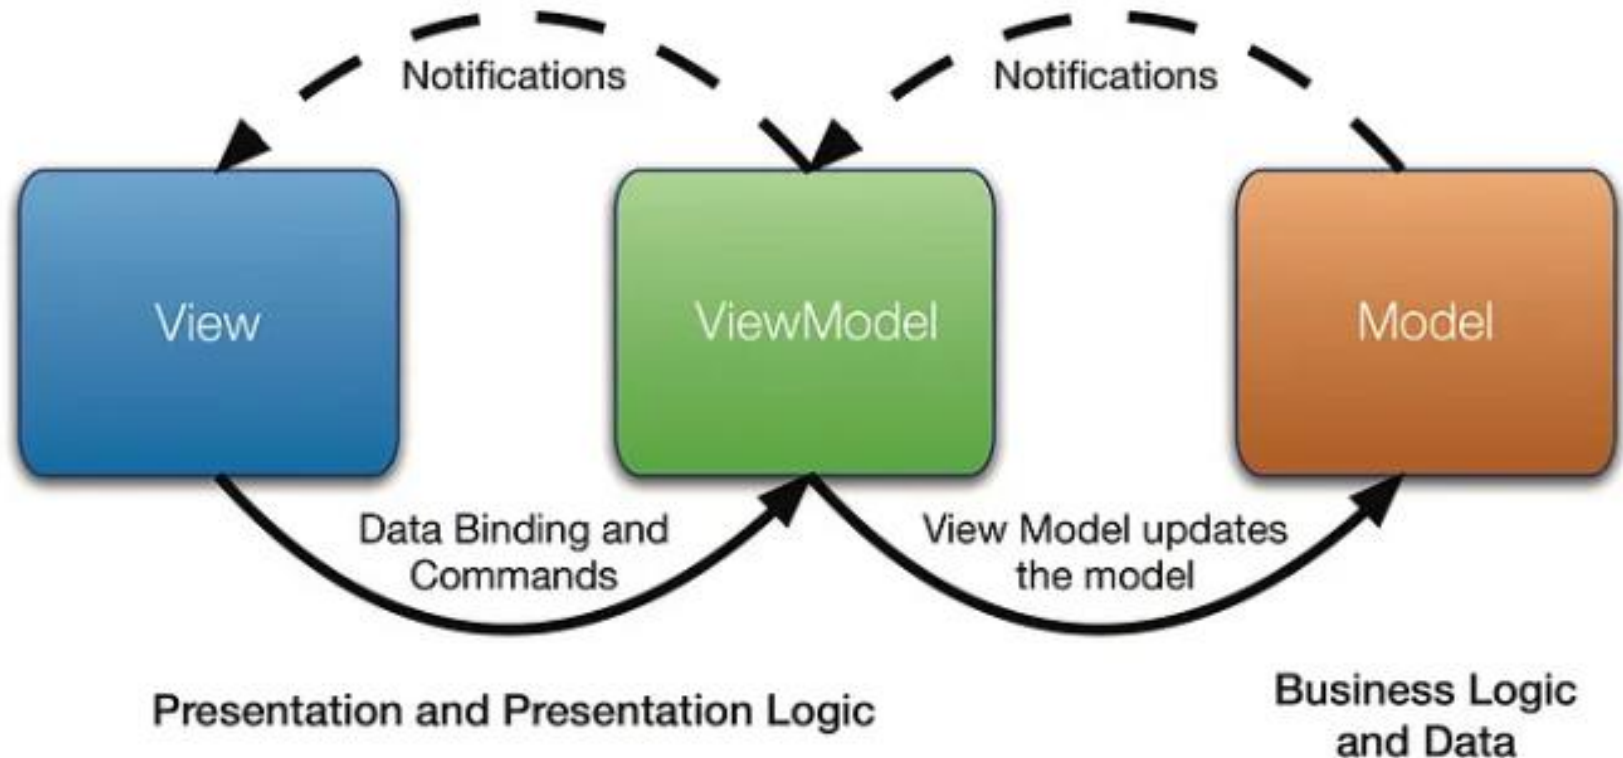 Notifications
Notifications
View
ViewModel
Model
Data Binding and
Commands
View Model updates
the model
Presentation and Presentation Logic
Business Logic
and Data